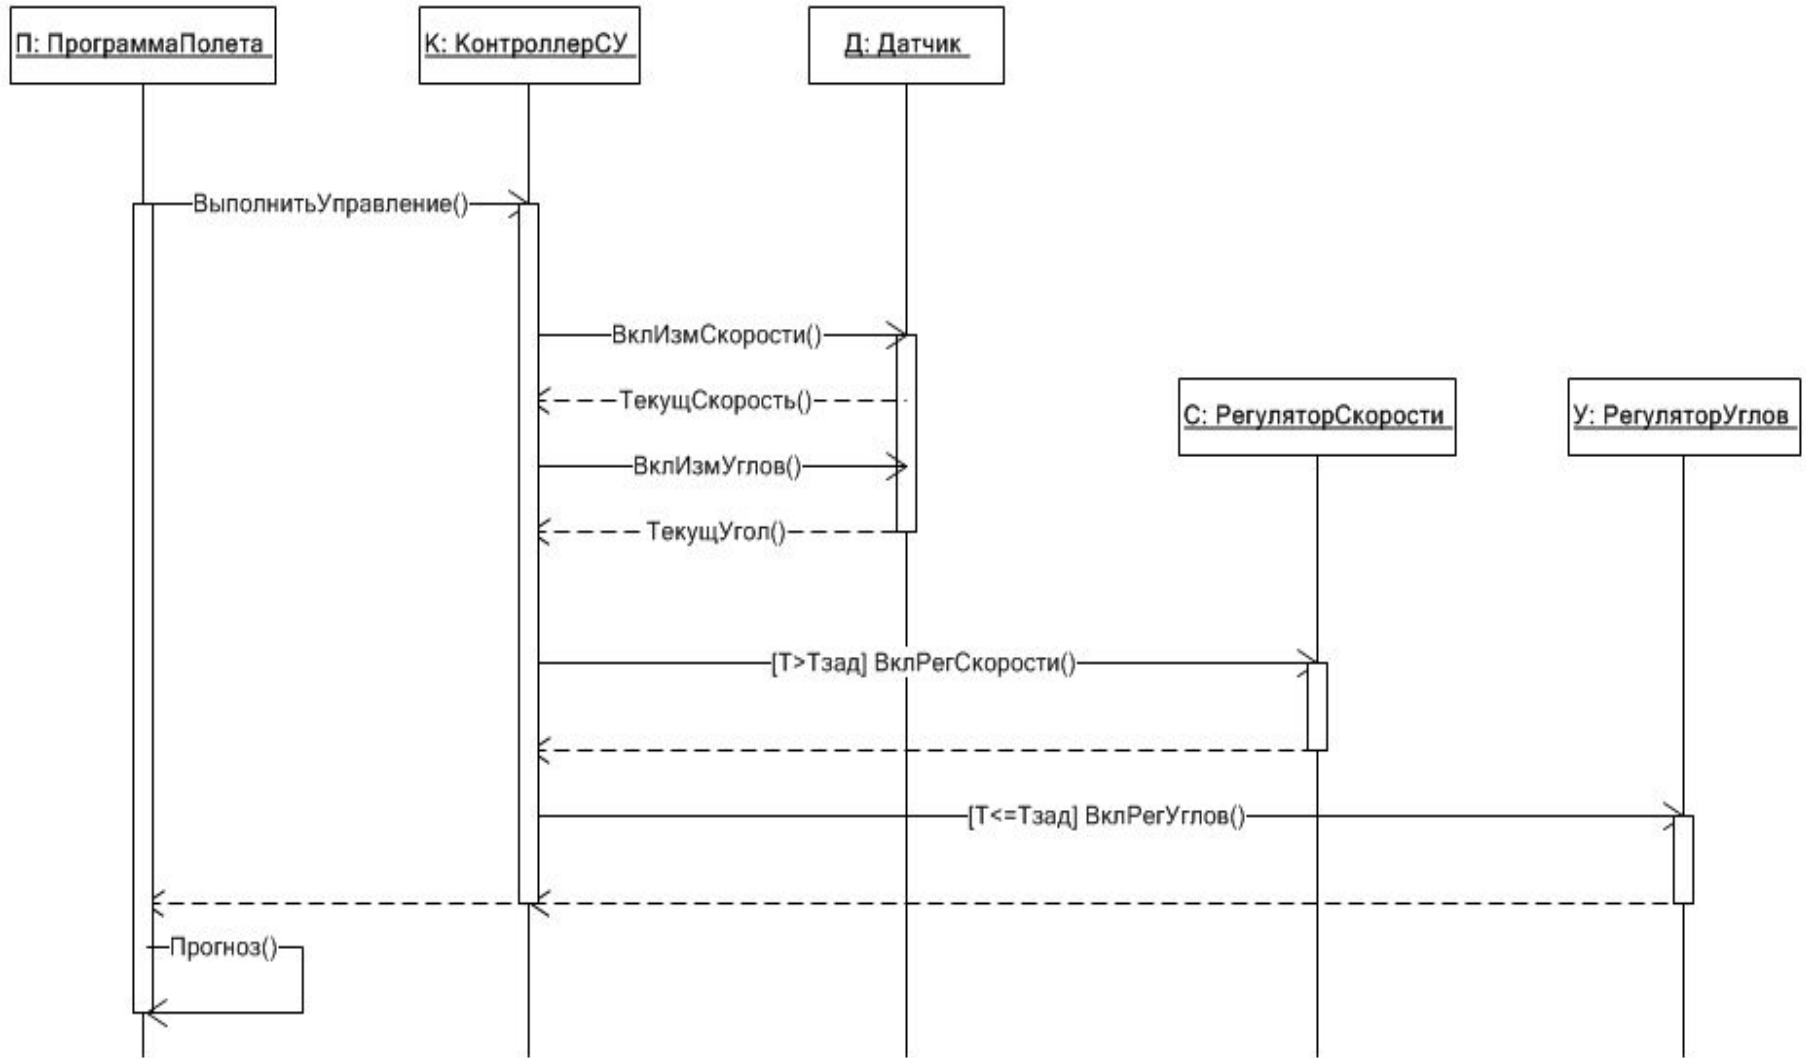 П: ПрограммаПолета
К: КонтроллерСУ
Д: Датчик
ВыполнитьУправление()
ВклИзмСкорости()
ТекущСкорость()
С: РегуляторСкорости
У: РегуляторУглов
ВклИзмУглов()
ТекущУгол()
[T>Tзад] ВклРегСкорости()
[T<=Tзад] ВклРегУглов()
Прогноз()